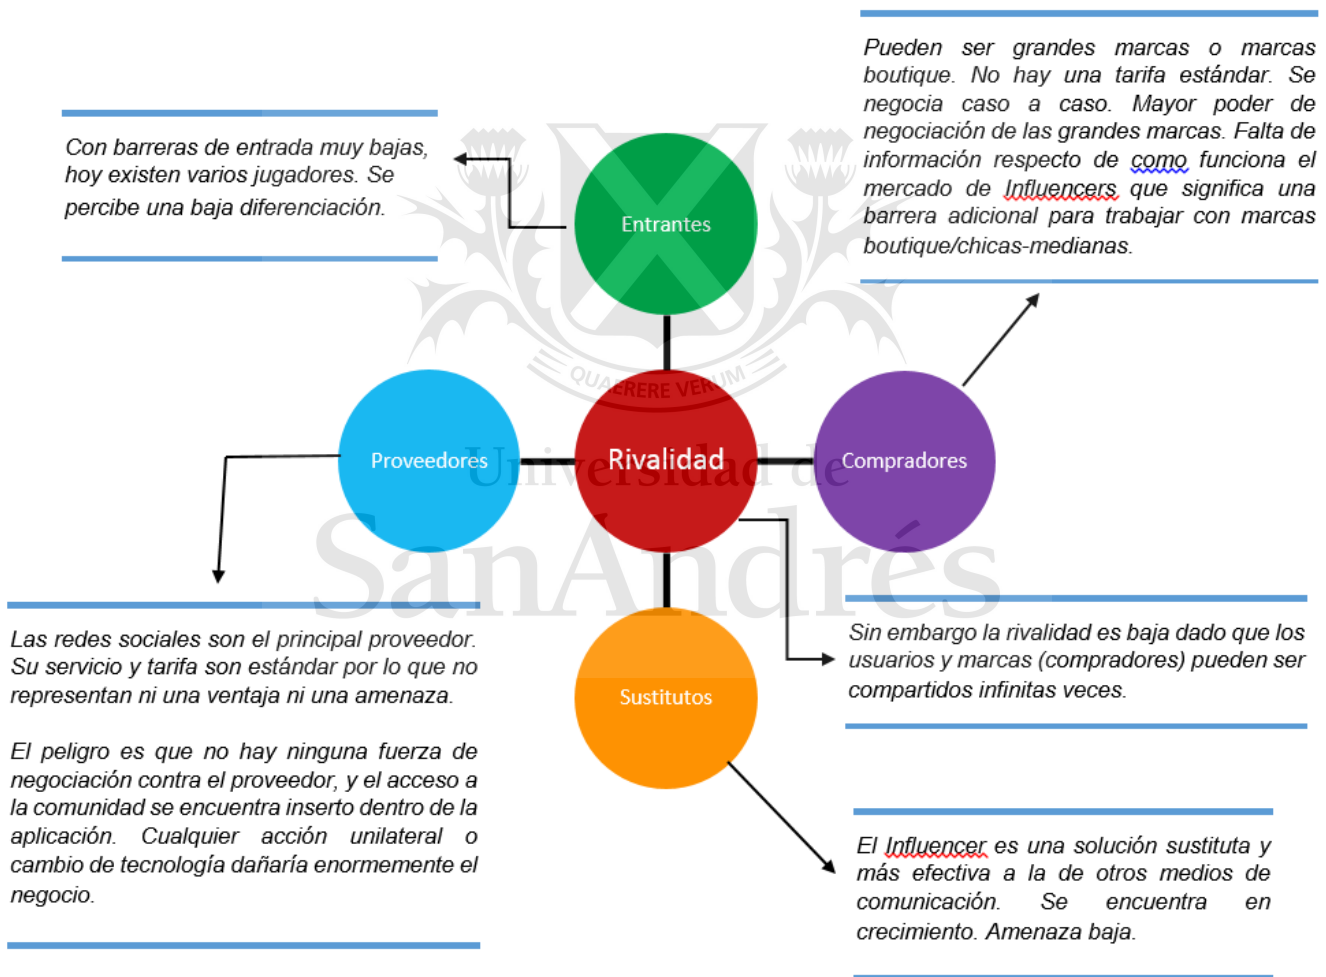 Pueden ser grandes marcas o marcas
boutique. No hay una tarifa estándar. Se
negocia caso a caso. Mayor poder de
negociación de las grandes marcas. Falta de
información respecto de como funciona el
mercado de Influencers que significa una
barrera adicional para trabajar con marcas
boutique/chicas-medianas.
Con barreras de entrada muy bajas,
hoy existen varios jugadores. Se
percibe una baja diferenciación.
Entrantes
QUAERERE VERUM
Proveedores
Rivalidad
Compradores
Universidad de
SanAndrés
Sustitutos
Las redes sociales son el principal proveedor.
Su servicio y tarifa son estándar por lo que no
representan ni una ventaja ni una amenaza.
El peligro es que no hay ninguna fuerza de
negociación contra el proveedor, y el acceso a
la comunidad se encuentra inserto dentro de la
aplicación. Cualquier acción unilateral o
cambio de tecnología dañaría enormemente el
negocio.
Sin embargo la rivalidad es baja dado que los
usuarios y marcas (compradores) pueden ser
compartidos infinitas veces.
El Influencer es una solución sustituta y
más efectiva a la de otros medios de
comunicación. Se encuentra en
crecimiento. Amenaza baja.